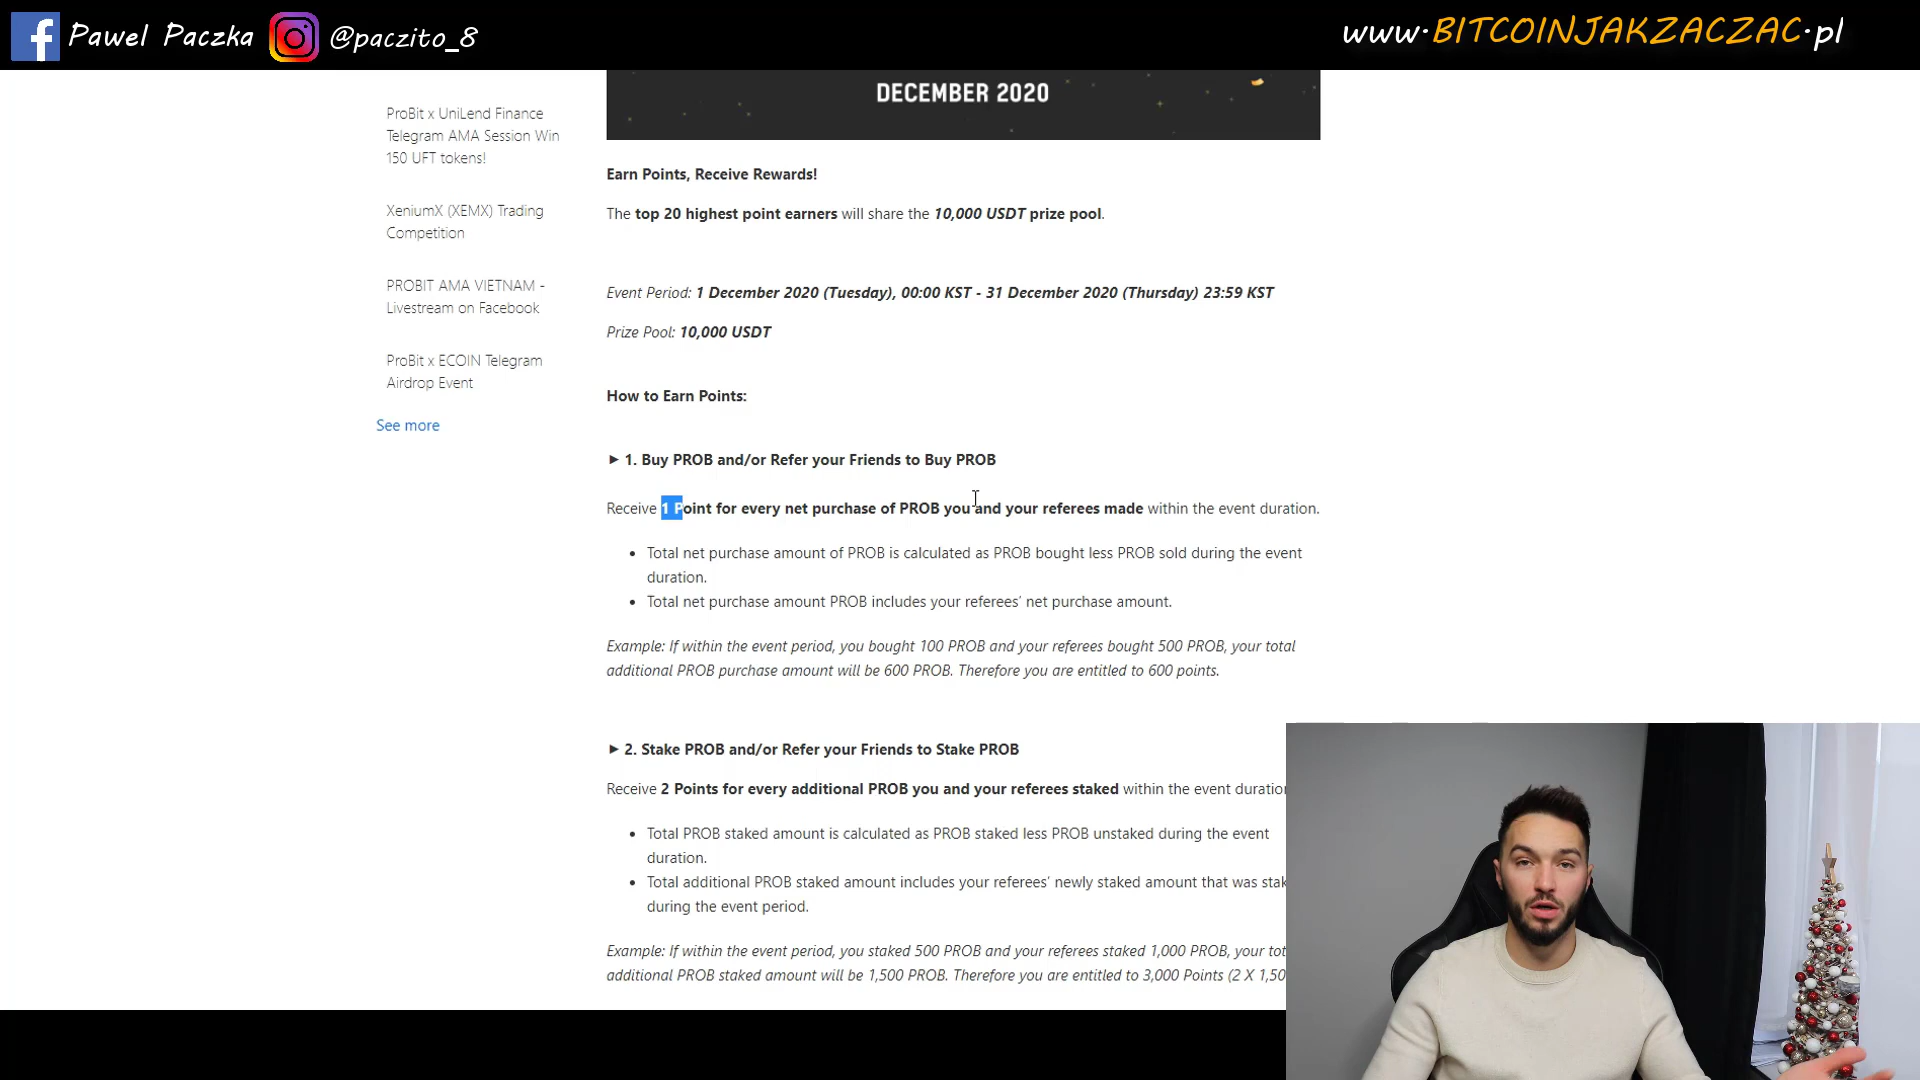 Pawel Paczka @paczito_8
www.BITCOINJAKZACZAC.pl
DECEMBER 2020
ProBit x UniLend Finance
Telegram AMA Session Win
150 UFT tokens!
XeniumX (XEMX) Trading
Competition
PROBIT AMA VIETNAM -
Livestream on Facebook
ProBit x ECOIN Telegram
Airdrop Event
See more
Earn Points, Receive Rewards!
The top 20 highest point earners will share the 10,000 USDT prize pool.
Event Period: 1 December 2020 (Tuesday), 00:00 KST - 31 December 2020 (Thursday) 23:59 KST
Prize Pool: 10,000 USDT
How to Earn Points:
► 1. Buy PROB and/or Refer your Friends to Buy PROB
Receive 1 Point for every net purchase of PROB you and your referees made within the event duration.
• Total net purchase amount of PROB is calculated as PROB bought less PROB sold during the event
duration.
• Total net purchase amount PROB includes your referees’ net purchase amount.
Example: If within the event period, you bought 100 PROB and your referees bought 500 PROB, your total
additional PROB purchase amount will be 600 PROB. Therefore you are entitled to 600 points.
► 2. Stake PROB and/or Refer your Friends to Stake PROB
Receive 2 Points for every additional PROB you and your referees staked within the event duratio
• Total PROB staked amount is calculated as PROB staked less PROB unstaked during the event
duration.
• Total additional PROB staked amount includes your referees’ newly staked amount that was stak
during the event period.
Example: If within the event period, you staked 500 PROB and your referees staked 1,000 PROB, your tot
additional PROB staked amount will be 1,500 PROB. Therefore you are entitled to 3,000 Points (2 X 1,50